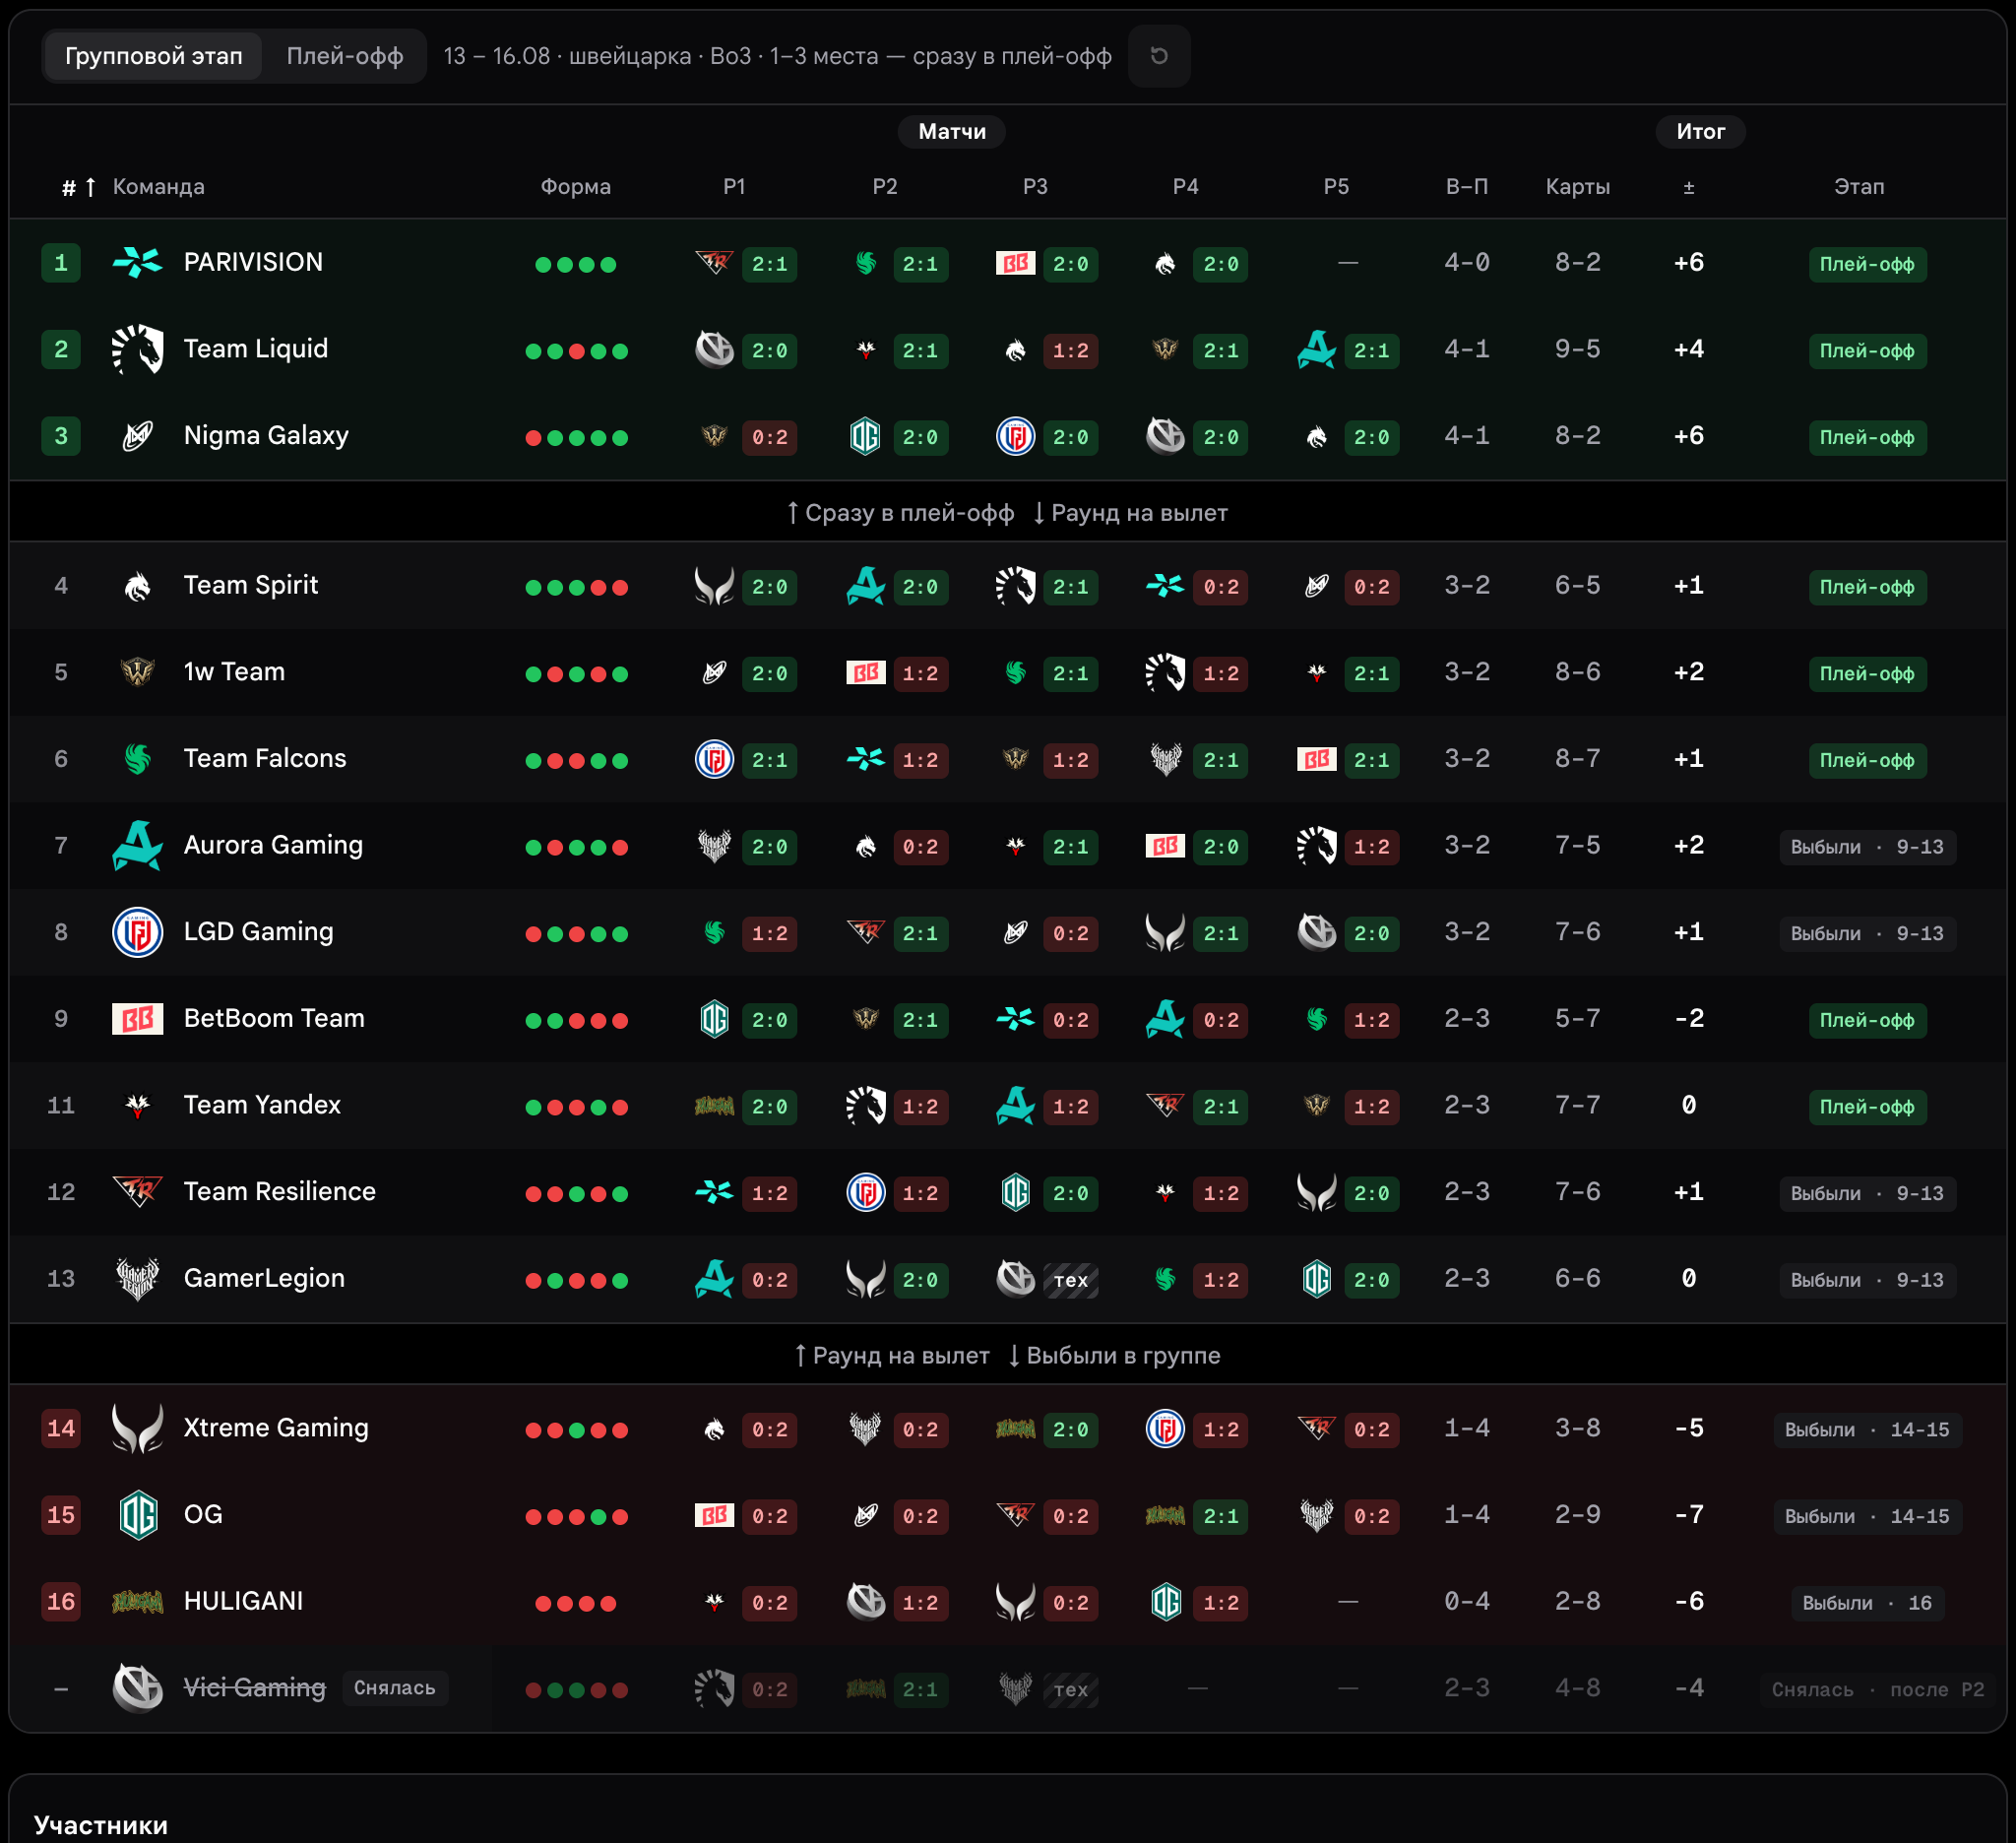 Групповой этап Плей-офф 13 – 16.08 · швейцарка · Bo3 · 1–3 места — сразу в плей-офф
Матчи Итог
# ↑ Команда Форма Р1 Р2 Р3 Р4 Р5 В–П Карты ± Этап
1 PARIVISION 2:1 2:1 2:0 2:0 — 4–0 8–2 +6 Плей-офф
2 Team Liquid 2:0 2:1 1:2 2:1 2:1 4–1 9–5 +4 Плей-офф
3 Nigma Galaxy 0:2 2:0 2:0 2:0 2:0 4–1 8–2 +6 Плей-офф
↑ Сразу в плей-офф ↓ Раунд на вылет
4 Team Spirit 2:0 2:0 2:1 0:2 0:2 3–2 6–5 +1 Плей-офф
5 1w Team 2:0 1:2 2:1 1:2 2:1 3–2 8–6 +2 Плей-офф
6 Team Falcons 2:1 1:2 1:2 2:1 2:1 3–2 8–7 +1 Плей-офф
7 Aurora Gaming 2:0 0:2 2:1 2:0 1:2 3–2 7–5 +2 Выбыли · 9–13
8 LGD Gaming 1:2 2:1 0:2 2:1 2:0 3–2 7–6 +1 Выбыли · 9–13
9 BetBoom Team 2:0 2:1 0:2 0:2 1:2 2–3 5–7 -2 Плей-офф
11 Team Yandex 2:0 1:2 1:2 2:1 1:2 2–3 7–7 0 Плей-офф
12 Team Resilience 1:2 1:2 2:0 1:2 2:0 2–3 7–6 +1 Выбыли · 9–13
13 GamerLegion 0:2 2:0 тех 1:2 2:0 2–3 6–6 0 Выбыли · 9–13
↑ Раунд на вылет ↓ Выбыли в группе
14 Xtreme Gaming 0:2 0:2 2:0 1:2 0:2 1–4 3–8 -5 Выбыли · 14–15
15 OG 0:2 0:2 0:2 2:1 0:2 1–4 2–9 -7 Выбыли · 14–15
16 HULIGANI 0:2 1:2 0:2 1:2 — 0–4 2–8 -6 Выбыли · 16
– Vici Gaming Снялась 0:2 2:1 тех — — 2–3 4–8 -4 Снялась · после Р2
Участники